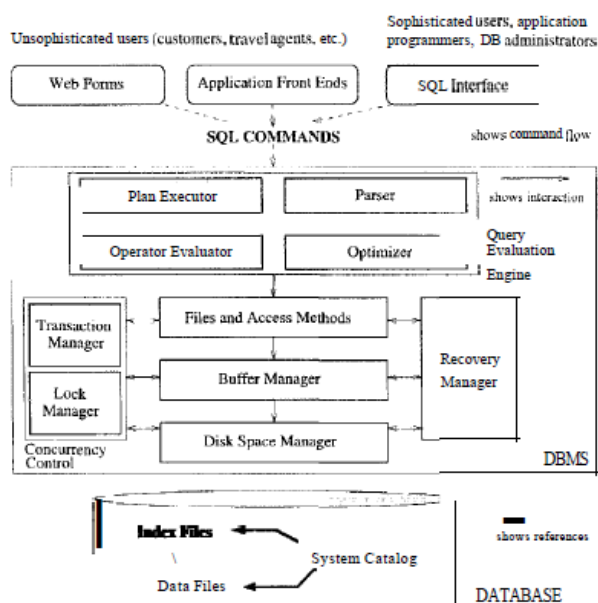 Unsophisticated users (customers, travel agents, etc.)
Sophisticated users, application
programmers, DB administrators
Web Forms
Application Front Ends
SQL Interface
SQL COMMANDS
shows command flow
Plan Executor
Parser
shows interaction
Operator Evaluator
Optimizer
Query
Evaluation
Engine
Files and Access Methods
Transaction
Manager
Buffer Manager
Recovery
Manager
Lock
Manager
Disk Space Manager
Concurrency
Control
DBMS
Index Files
shows references
System Catalog
Data Files
DATABASE